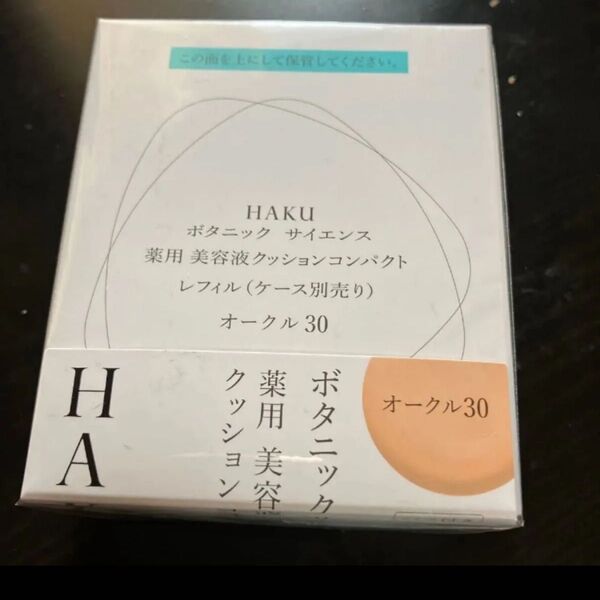 この面を上にして保管してください。
HAKU
ボタニック サイエンス
薬用 美容液クッションコンパクト
レフィル(ケース別売り)
オークル30
HA
ボタニック
薬用 美容
クッション
オークル30